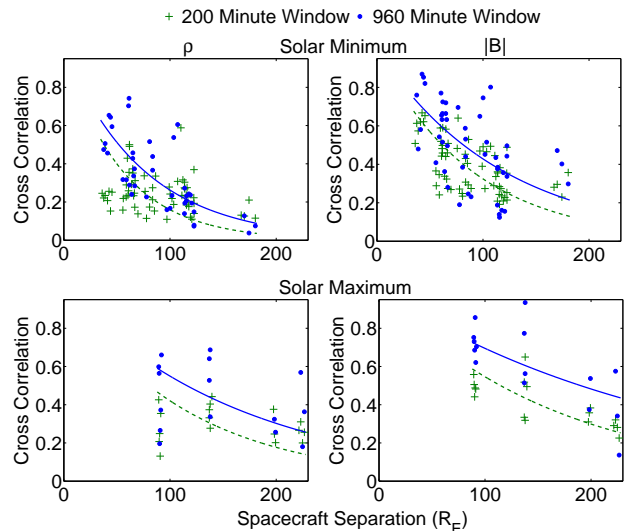 + 200 Minute Window • 960 Minute Window
ρ Solar Minimum |B|
Cross Correlation
0.8
0.6
0.4
0.2
0
0 100 200
Cross Correlation
0.8
0.6
0.4
0.2
0
0 100 200
Solar Maximum
Cross Correlation
0.8
0.6
0.4
0.2
0
0 100 200
Cross Correlation
0.8
0.6
0.4
0.2
0
0 100 200
Spacecraft Separation (R_E)